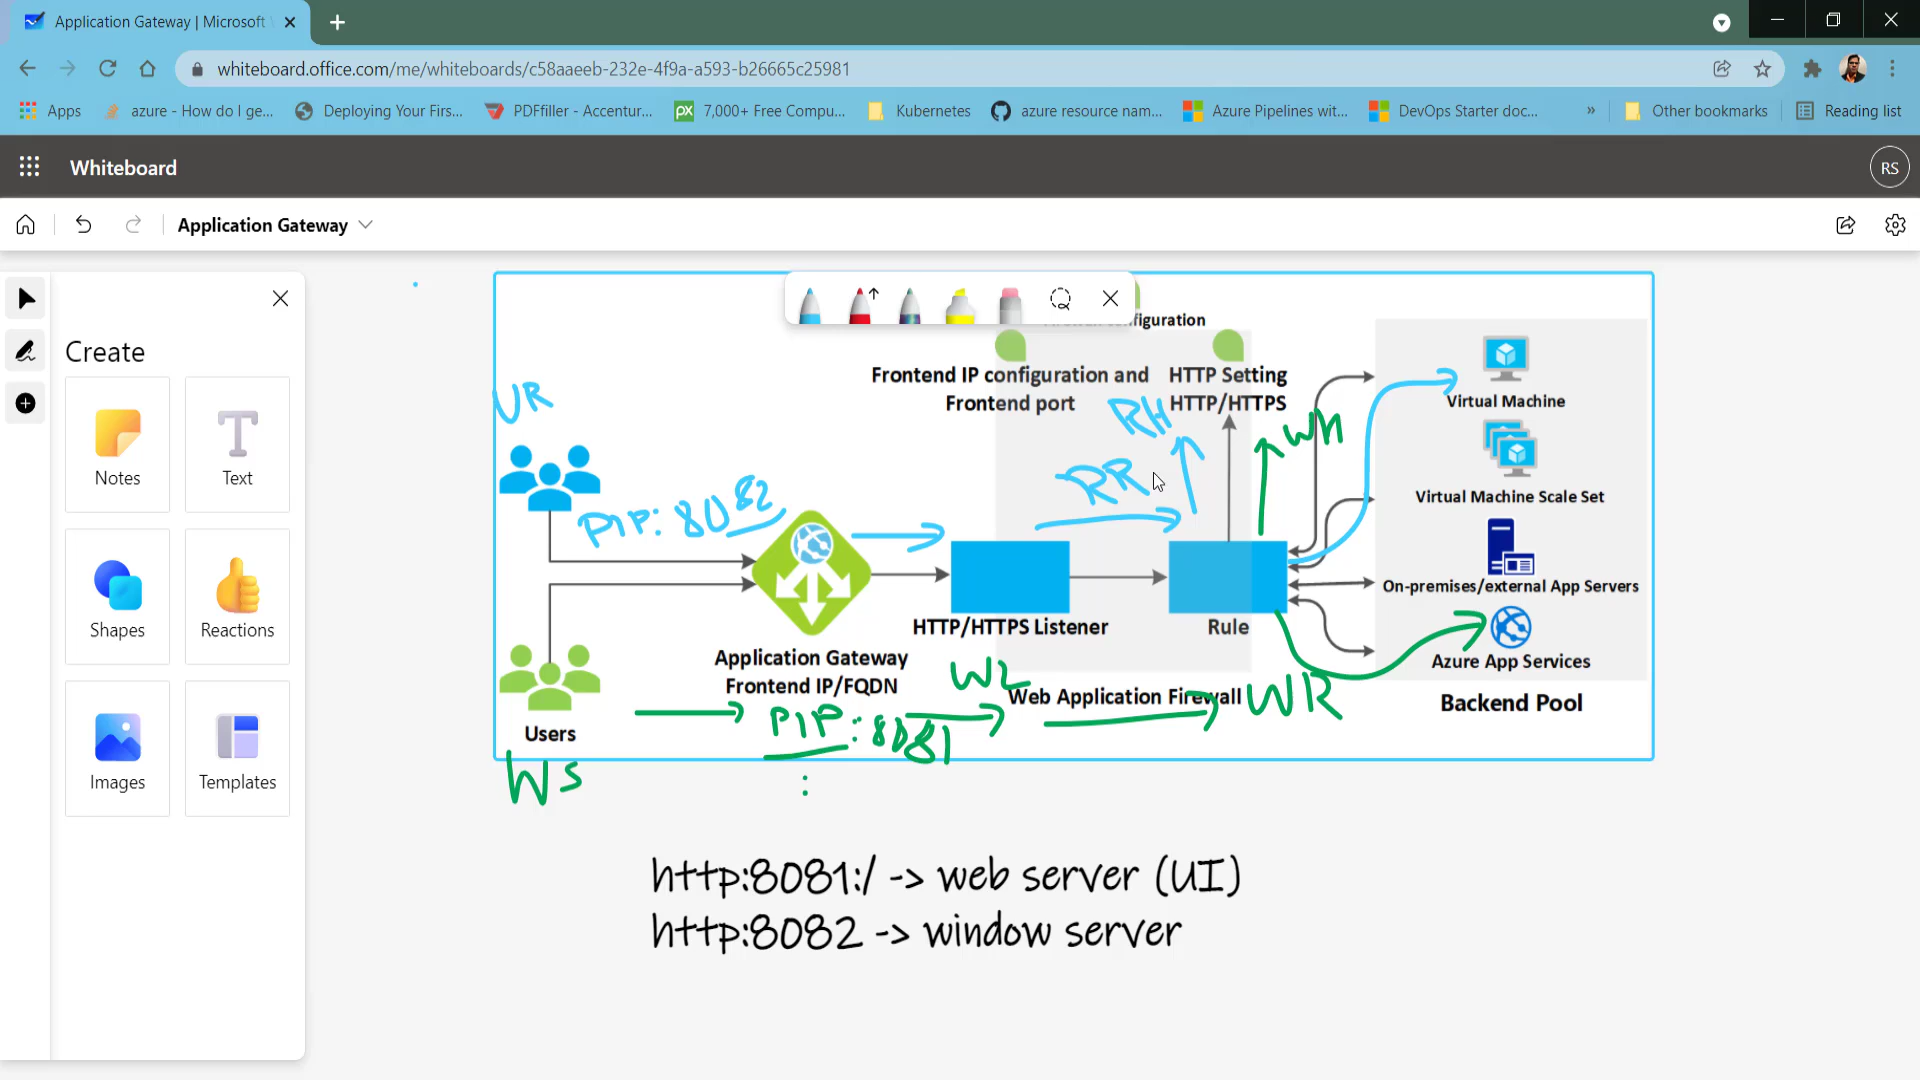 Application Gateway | Microsoft
whiteboard.office.com/me/whiteboards/c58aaeeb-232e-4f9a-a593-b26665c25981
Apps
azure - How do I ge...
Deploying Your Firs...
PDFfiller - Accentur...
7,000+ Free Compu...
Kubernetes
azure resource nam...
Azure Pipelines wit...
DevOps Starter doc...
»
Other bookmarks
Reading list
Whiteboard
RS
Application Gateway
Create
Notes
Text
Shapes
Reactions
Images
Templates
Frontend IP configuration and
Frontend port
HTTP Setting
HTTP/HTTPS
RH
WH
RR
PIP: 8082
HTTP/HTTPS Listener
Rule
Application Gateway
Frontend IP/FQDN
WL
Web Application Firewall
WR
PIP: 8081
Users
WS
Virtual Machine
Virtual Machine Scale Set
On-premises/external App Servers
Azure App Services
Backend Pool
http:8081:/ -> web server (UI)
http:8082 -> window server